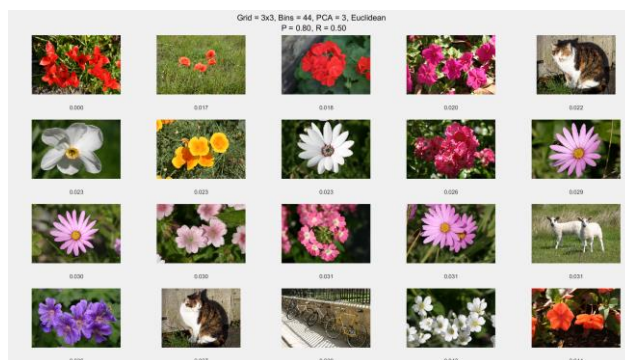 Grid = 3x3, Bins = 44, PCA = 3, Euclidean
P = 0.80, R = 0.50
0.000 0.017 0.018 0.020 0.022
0.023 0.023 0.023 0.026 0.029
0.030 0.030 0.031 0.031 0.031